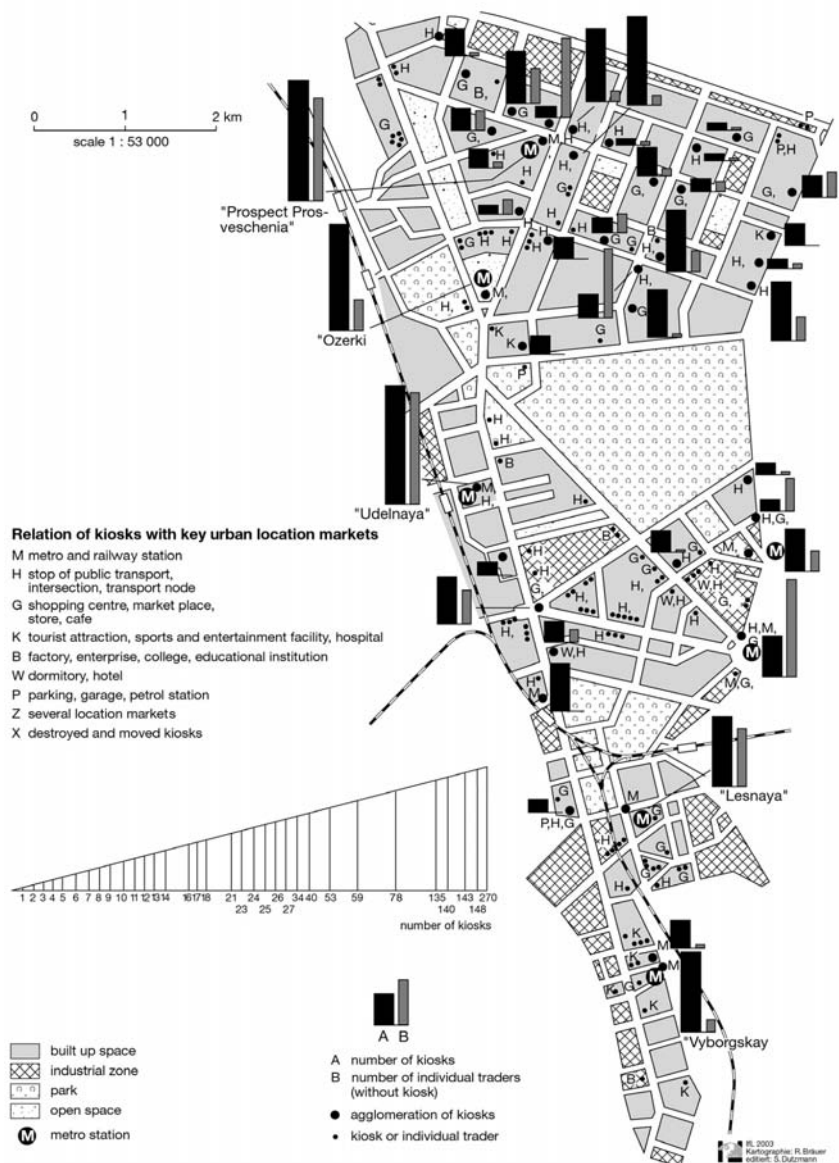 0 1 2 km
scale 1 : 53 000
"Prospect Pros-
veschenia"
"Ozerki
"Udelnaya"
"Lesnaya"
"Vyborgskay
Relation of kiosks with key urban location markets
M metro and railway station
H stop of public transport,
intersection, transport node
G shopping centre, market place,
store, cafe
K tourist attraction, sports and entertainment facility, hospital
B factory, enterprise, college, educational institution
W dormitory, hotel
P parking, garage, petrol station
Z several location markets
X destroyed and moved kiosks
1 2 3 4 5 6 7 8 9 10 11 12 13 14 16 17 18 21 24 26 34 40 53 59 78 135 143 270
23 25 27 140 148
number of kiosks
built up space
industrial zone
park
open space
M metro station
A B
A number of kiosks
B number of individual traders
(without kiosk)
agglomeration of kiosks
kiosk or individual trader
IfL 2003
Kartographie: R. Bräuer
editiert: S. Dutzmann